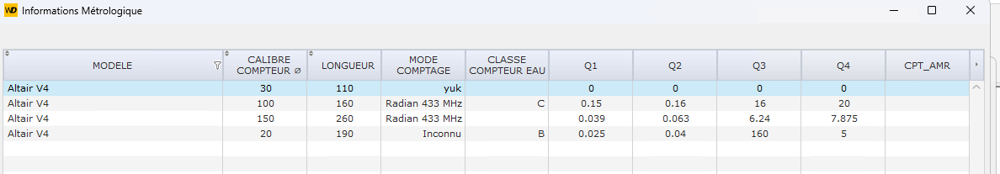 WD Informations Métrologique
MODELE CALIBRE COMPTEUR ⌀ LONGUEUR MODE COMPTAGE CLASSE COMPTEUR EAU Q1 Q2 Q3 Q4 CPT_AMR
Altair V4 30 110 yuk 0 0 0 0
Altair V4 100 160 Radian 433 MHz C 0.15 0.16 16 20
Altair V4 150 260 Radian 433 MHz 0.039 0.063 6.24 7.875
Altair V4 20 190 Inconnu B 0.025 0.04 160 5